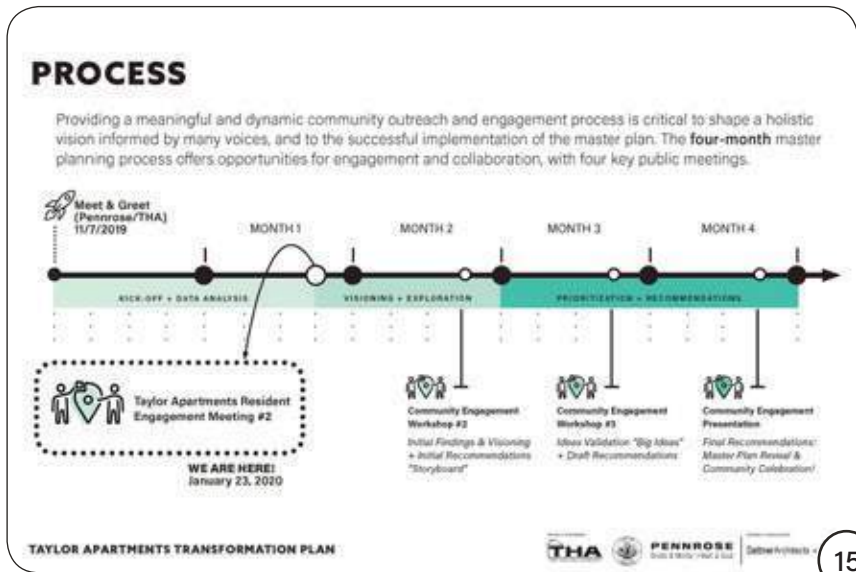 PROCESS
Providing a meaningful and dynamic community outreach and engagement process is critical to shape a holistic
vision informed by many voices, and to the successful implementation of the master plan. The four-month master
planning process offers opportunities for engagement and collaboration, with four key public meetings.
Meet & Greet
(Pennrose/THA)
11/7/2019
MONTH 1
MONTH 2
MONTH 3
MONTH 4
KICK-OFF + DATA ANALYSIS
VISIONING + EXPLORATION
PRIORITIZATION + RECOMMENDATIONS
Taylor Apartments Resident
Engagement Meeting #2
WE ARE HERE!
January 23, 2020
Community Engagement
Workshop #2
Initial Findings & Visioning
+ Initial Recommendations
"Storyboard"
Community Engagement
Workshop #3
Ideas Validation "Big Ideas"
+ Draft Recommendations
Community Engagement
Presentation
Final Recommendations:
Master Plan Reveal &
Community Celebration!
TAYLOR APARTMENTS TRANSFORMATION PLAN
THA
PENNROSE
Bricks & Mortar | Heart & Soul
15